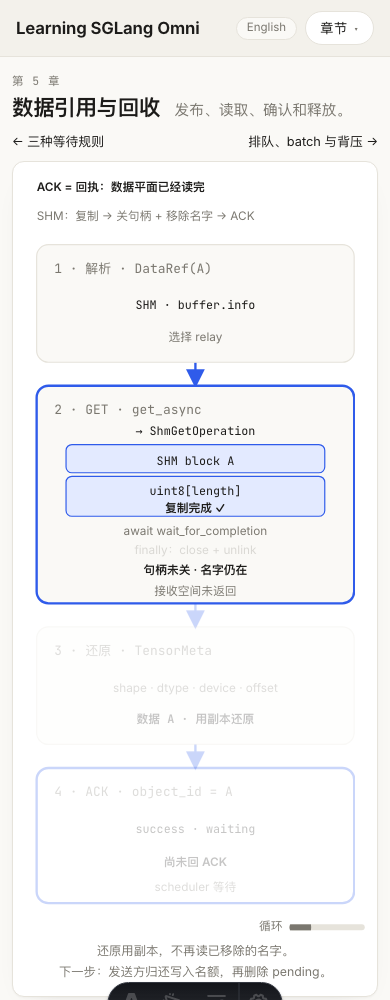 Learning SGLang Omni
English
章节
第 5 章
数据引用与回收 发布、读取、确认和释放。
← 三种等待规则
排队、batch 与背压 →
ACK = 回执：数据平面已经读完
SHM：复制 → 关句柄 + 移除名字 → ACK
1 · 解析 · DataRef(A)
SHM · buffer.info
选择 relay
2 · GET · get_async
→ ShmGetOperation
SHM block A
uint8[length]
复制完成 ✓
await wait_for_completion
finally：close + unlink
句柄未关 · 名字仍在
接收空间未返回
3 · 还原 · TensorMeta
shape · dtype · device · offset
数据 A · 用副本还原
4 · ACK · object_id = A
success · waiting
尚未回 ACK
scheduler 等待
循环
还原用副本，不再读已移除的名字。
下一步：发送方归还写入名额，再删除 pending。